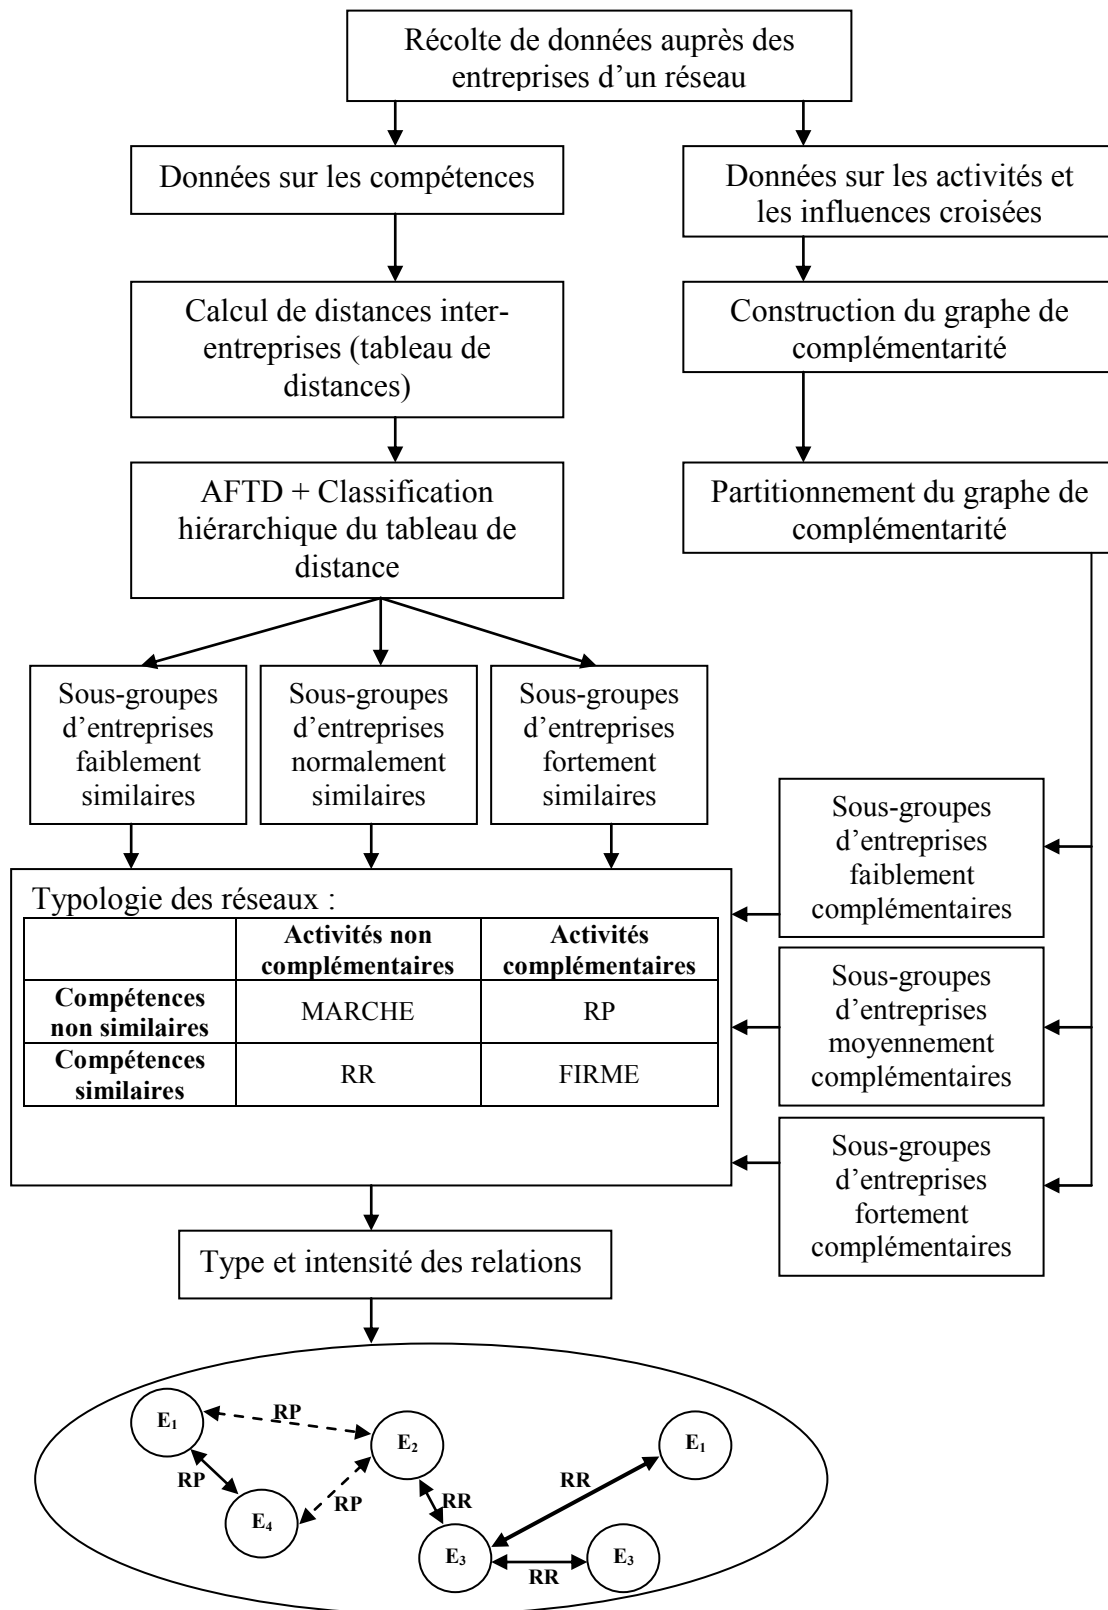 Récolte de données auprès des
entreprises d’un réseau
Données sur les compétences
Données sur les activités et
les influences croisées
Calcul de distances inter-
entreprises (tableau de
distances)
Construction du graphe de
complémentarité
AFTD + Classification
hiérarchique du tableau de
distance
Partitionnement du graphe de
complémentarité
Sous-groupes
d’entreprises
faiblement
similaires
Sous-groupes
d’entreprises
normalement
similaires
Sous-groupes
d’entreprises
fortement
similaires
Sous-groupes
d’entreprises
faiblement
complémentaires
Sous-groupes
d’entreprises
moyennement
complémentaires
Sous-groupes
d’entreprises
fortement
complémentaires
Typologie des réseaux :
Activités non
complémentaires
Activités
complémentaires
Compétences
non similaires
MARCHE
RP
Compétences
similaires
RR
FIRME
Type et intensité des relations
E₁
RP
E₂
E₁
RP
RP
RR
RR
E₄
E₃
RR
E₃